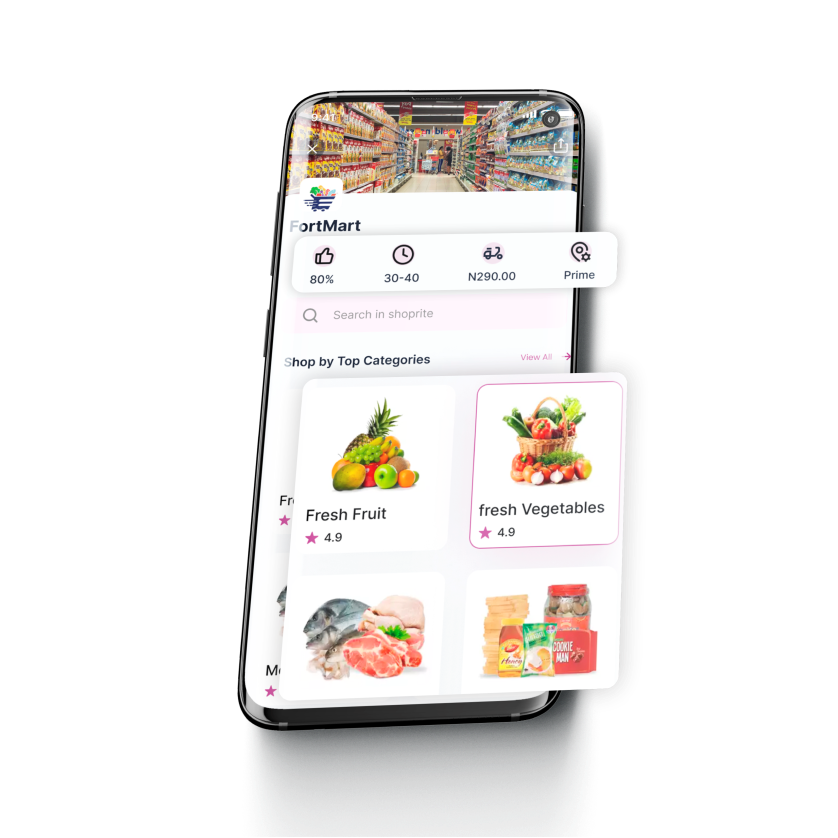 9:41
FortMart
80%
30-40
N290.00
Prime
Search in shoprite
Shop by Top Categories
View All
Fresh Fruit
4.9
fresh Vegetables
4.9
Fr
Honey
COOKIE
MAN